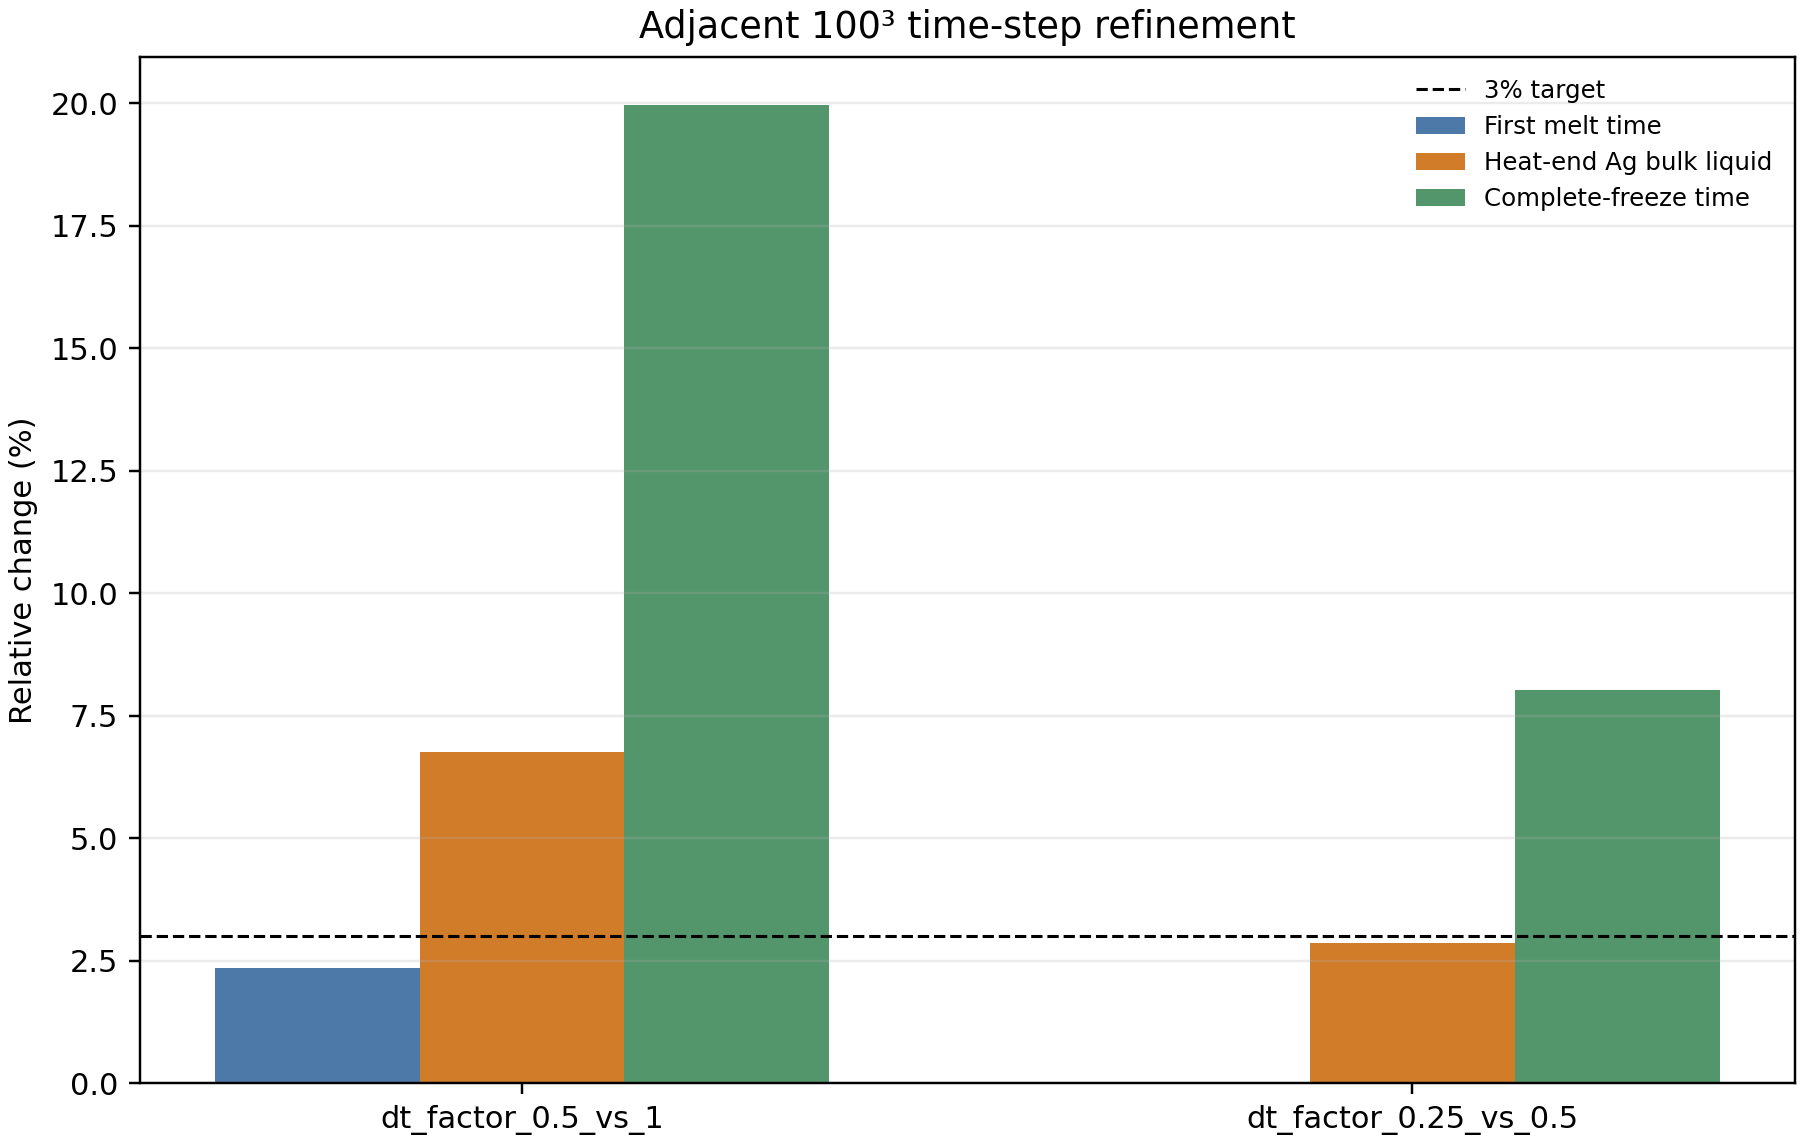 Adjacent 100³ time-step refinement
3% target
First melt time
Heat-end Ag bulk liquid
Complete-freeze time
Relative change (%)
20.0
17.5
15.0
12.5
10.0
7.5
5.0
2.5
0.0
dt_factor_0.5_vs_1
dt_factor_0.25_vs_0.5